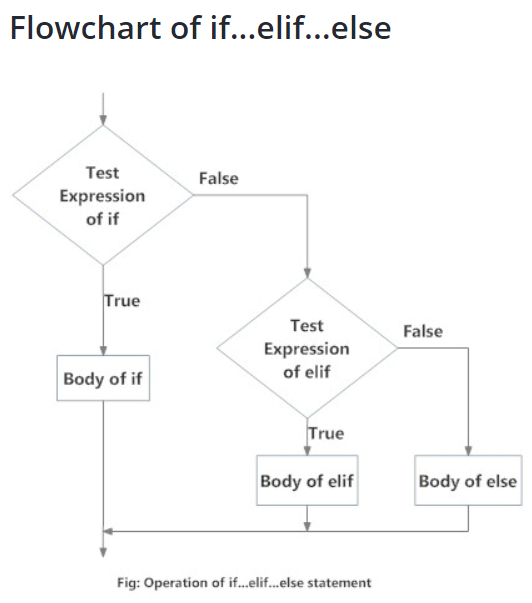 Flowchart of if...elif...else
Test
Expression
of if
False
True
Body of if
Test
Expression
of elif
False
True
Body of elif
Body of else
Fig: Operation of if...elif...else statement